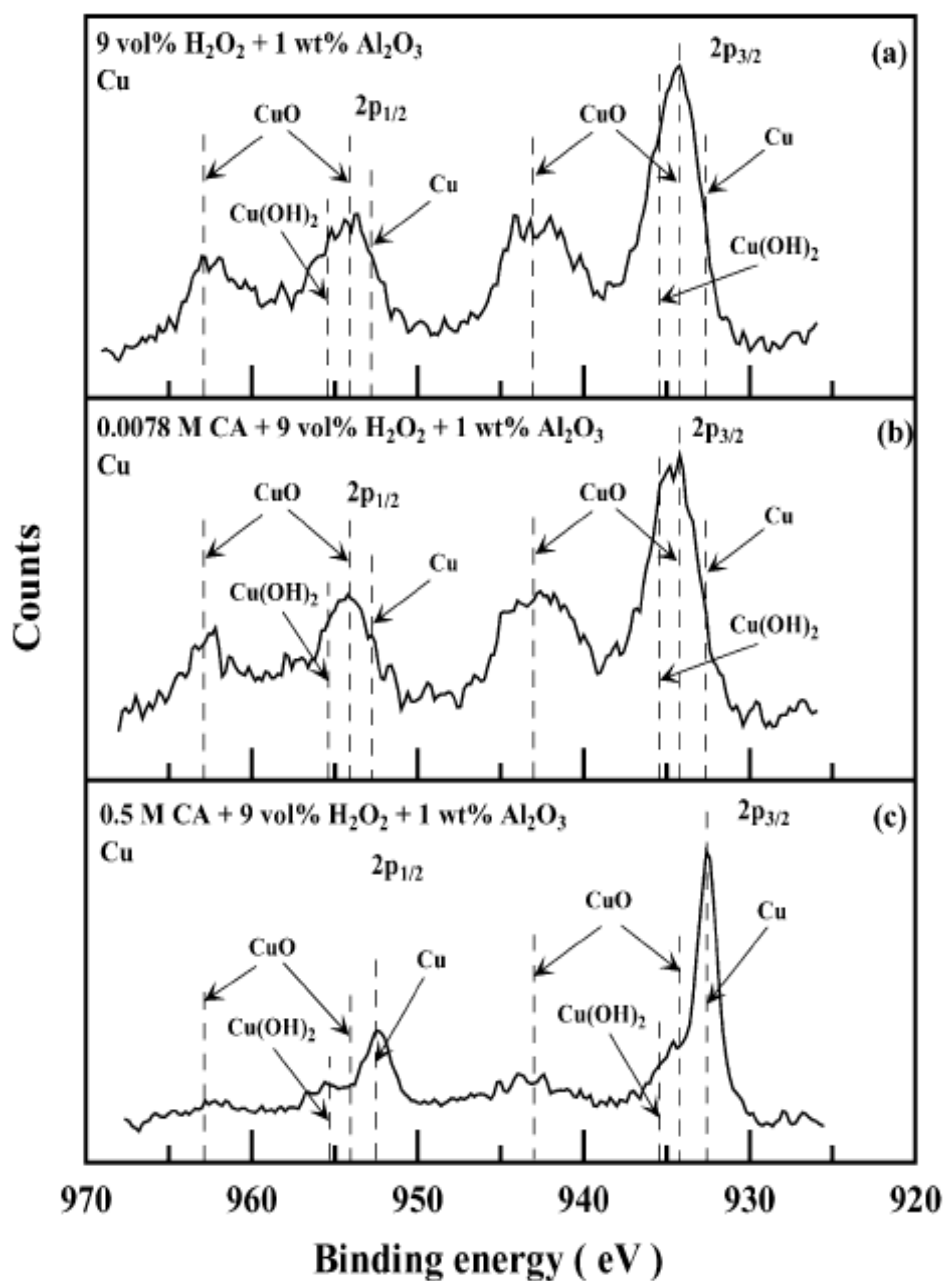 9 vol% H₂O₂ + 1 wt% Al₂O₃
Cu
2p₃/₂
(a)
CuO
2p₁/₂
CuO
Cu
Cu(OH)₂
Cu
Cu(OH)₂
0.0078 M CA + 9 vol% H₂O₂ + 1 wt% Al₂O₃
Cu
2p₃/₂
(b)
CuO
2p₁/₂
CuO
Cu
Cu(OH)₂
Cu
Cu(OH)₂
0.5 M CA + 9 vol% H₂O₂ + 1 wt% Al₂O₃
Cu
2p₃/₂
(c)
2p₁/₂
CuO
Cu
CuO
Cu
Cu(OH)₂
Cu(OH)₂
Counts
970 960 950 940 930 920
Binding energy ( eV )